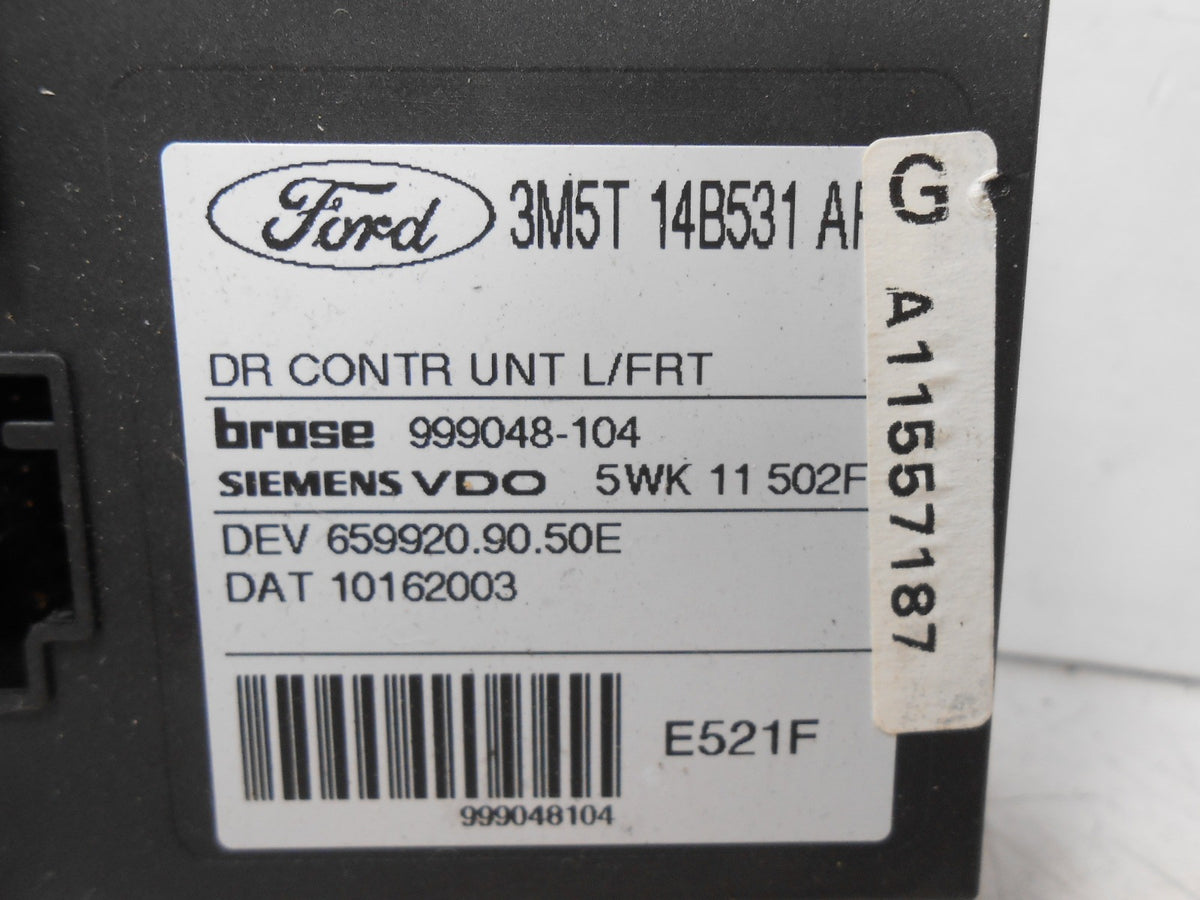 Ford 3M5T 14B531
DR CONTR UNT L/FRT
brose 999048-104
SIEMENS VDO 5WK 11 502F
DEV 659920.90.50E
DAT 10162003
E521F
999048104
G A11557187